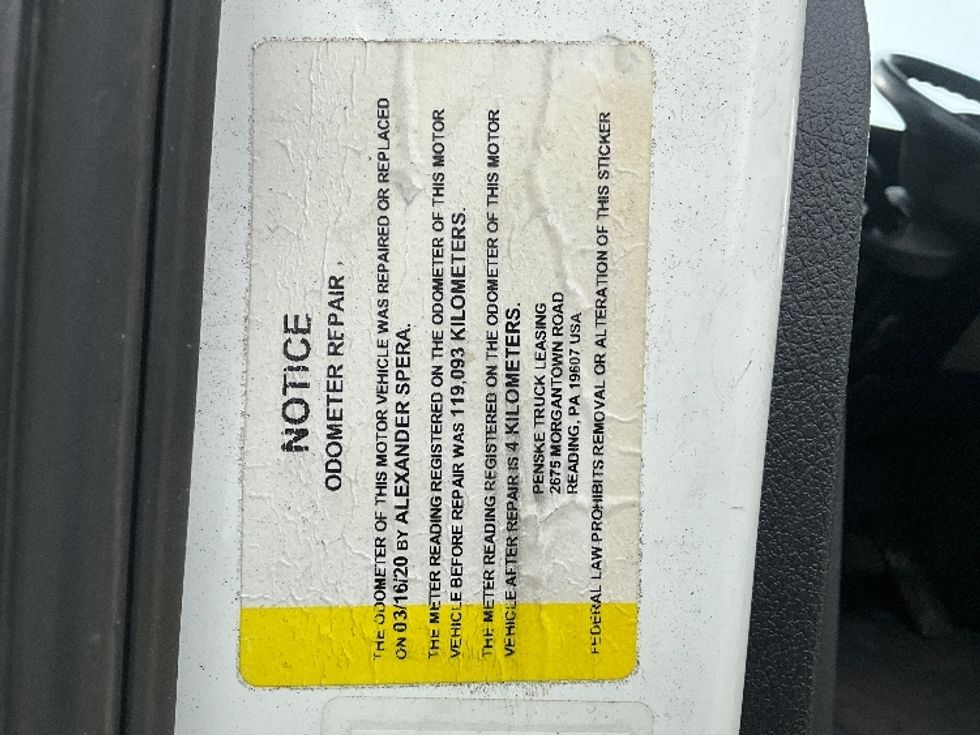 NOTICE
ODOMETER REPAIR.
THE ODOMETER OF THIS MOTOR VEHICLE WAS REPAIRED OR REPLACED
ON 03/16/20 BY ALEXANDER SPERA.
THE METER READING REGISTERED ON THE ODOMETER OF THIS MOTOR
VEHICLE BEFORE REPAIR WAS 119,093 KILOMETERS.
THE METER READING REGISTERED ON THE ODOMETER OF THIS MOTOR
VEHICLE AFTER REPAIR IS 4 KILOMETERS.
PENSKE TRUCK LEASING
2675 MORGANTOWN ROAD
READING, PA 19607 USA
FEDERAL LAW PROHIBITS REMOVAL OR ALTERATION OF THIS STICKER